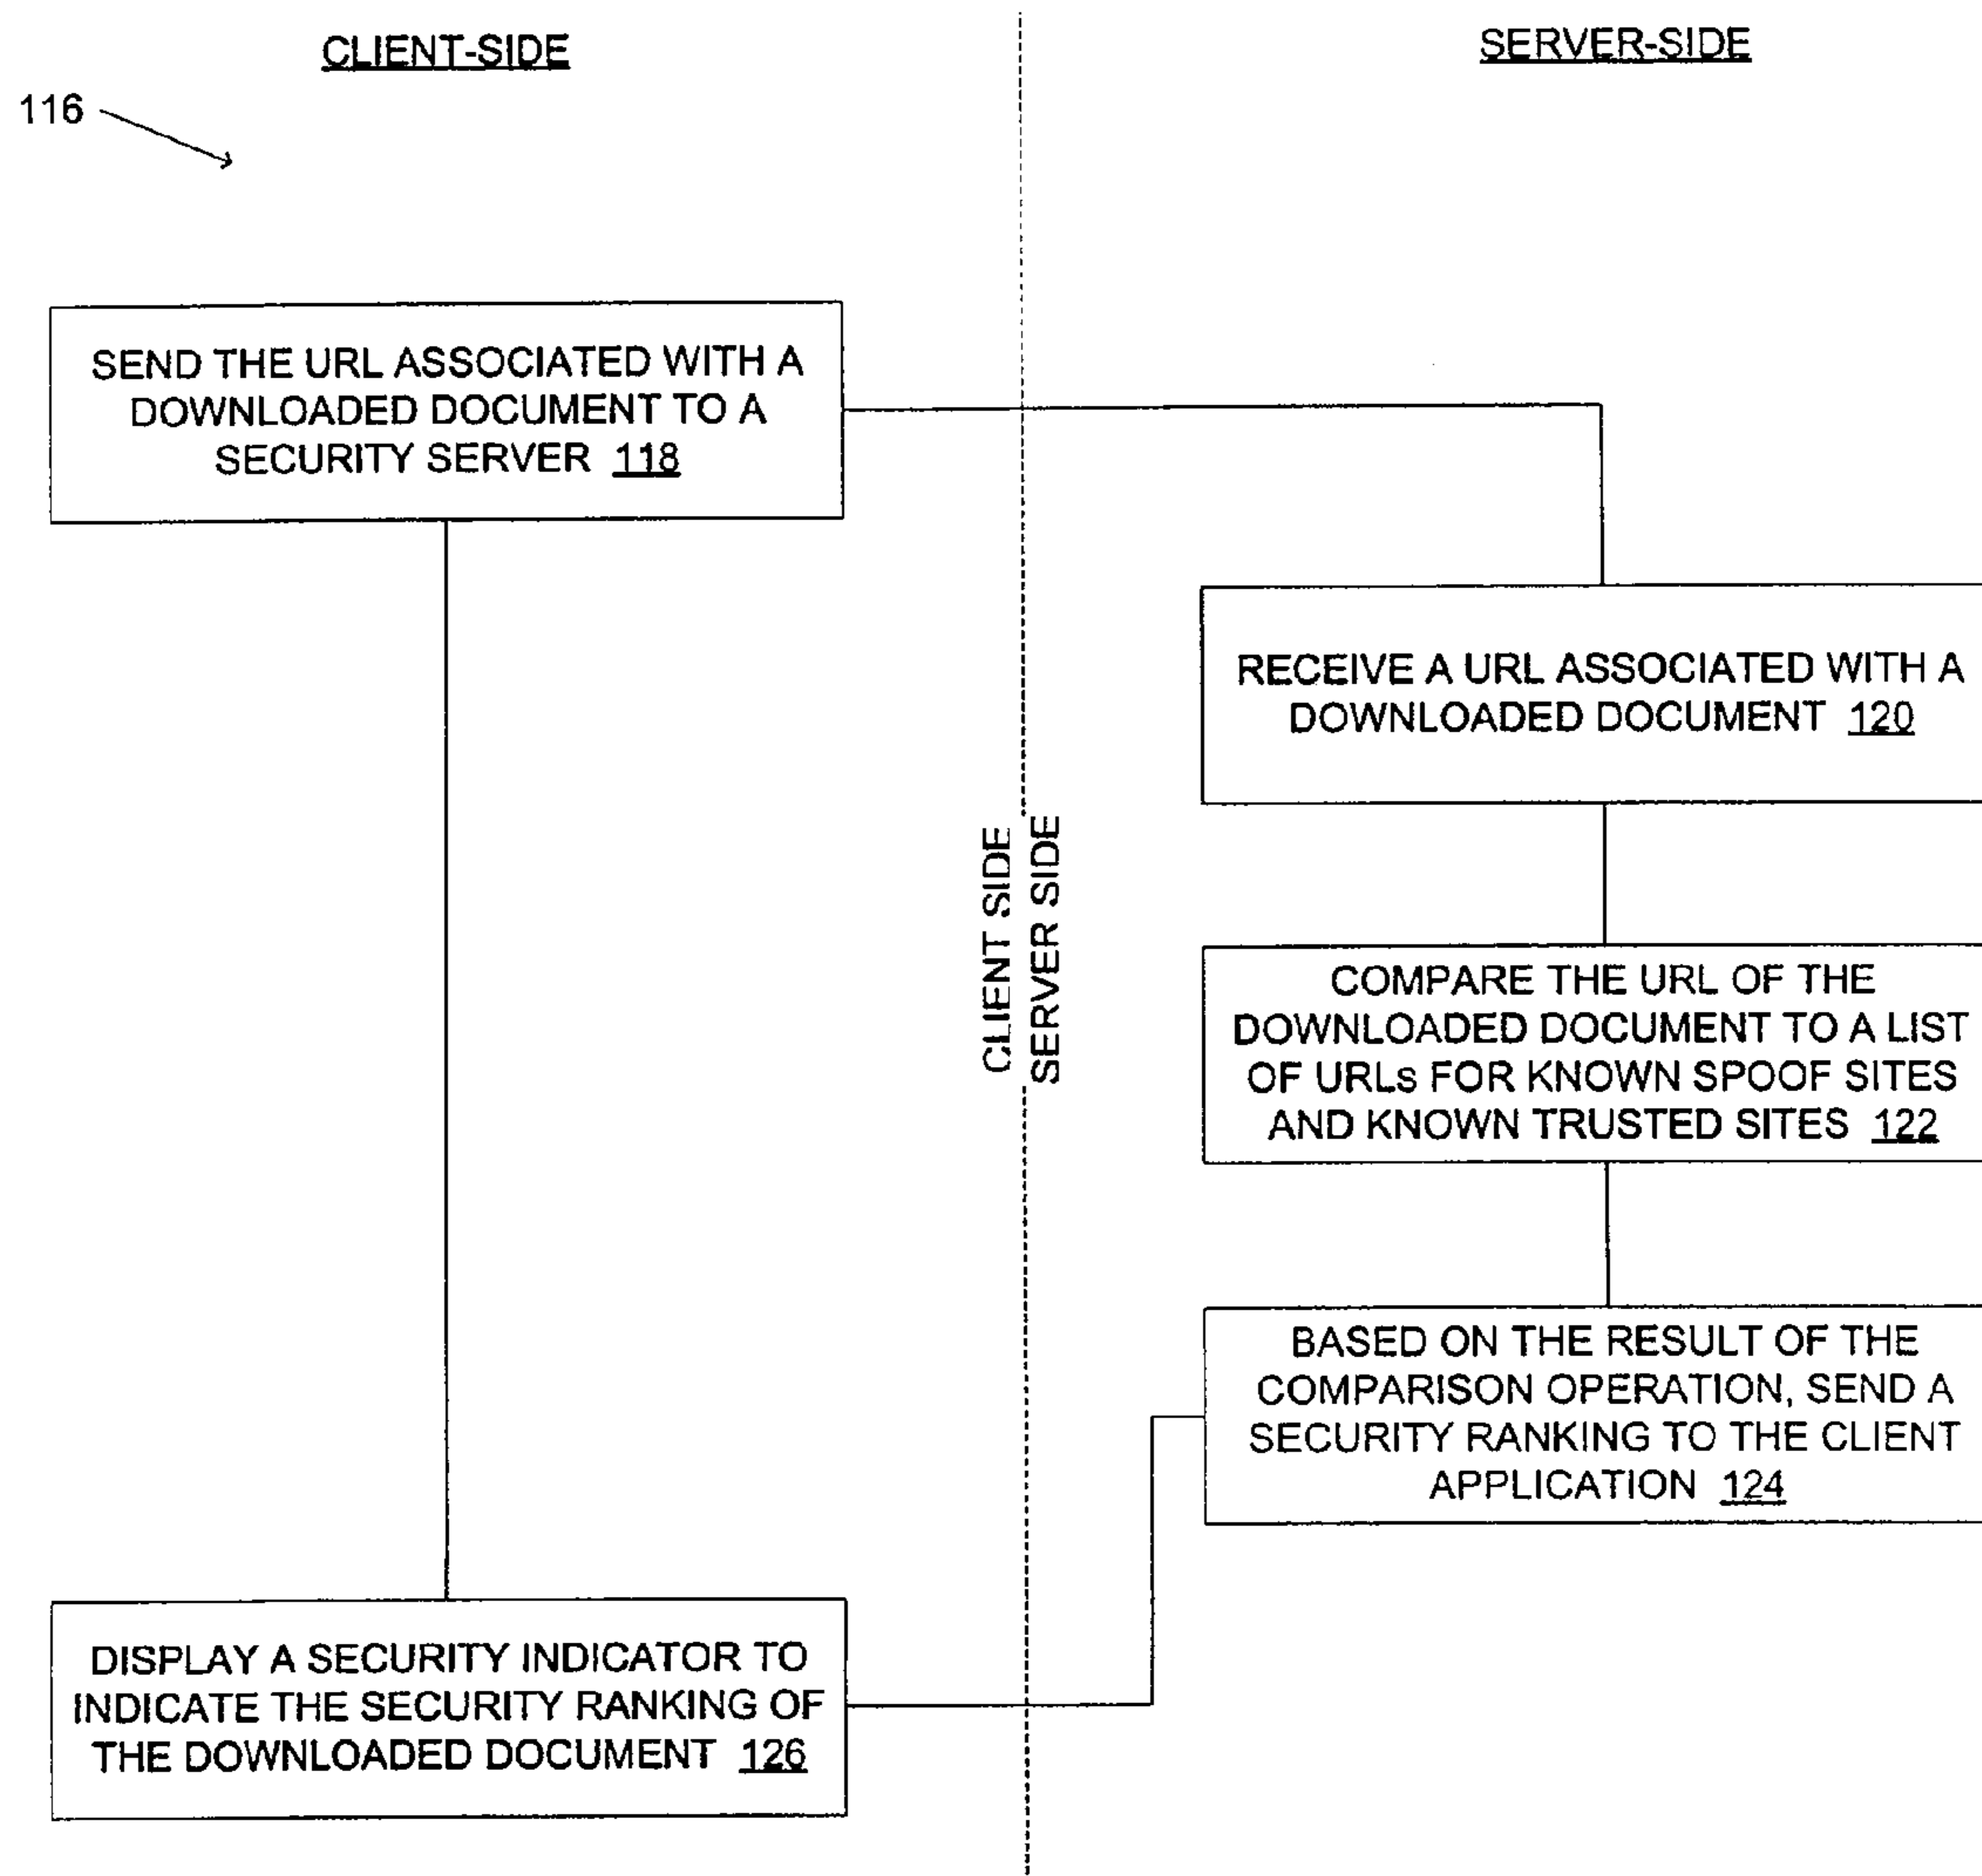 CLIENT-SIDE
SERVER-SIDE
116
SEND THE URL ASSOCIATED WITH A
DOWNLOADED DOCUMENT TO A
SECURITY SERVER 118
RECEIVE A URL ASSOCIATED WITH A
DOWNLOADED DOCUMENT 120
CLIENT SIDE
SERVER SIDE
COMPARE THE URL OF THE
DOWNLOADED DOCUMENT TO A LIST
OF URLs FOR KNOWN SPOOF SITES
AND KNOWN TRUSTED SITES 122
BASED ON THE RESULT OF THE
COMPARISON OPERATION, SEND A
SECURITY RANKING TO THE CLIENT
APPLICATION 124
DISPLAY A SECURITY INDICATOR TO
INDICATE THE SECURITY RANKING OF
THE DOWNLOADED DOCUMENT 126